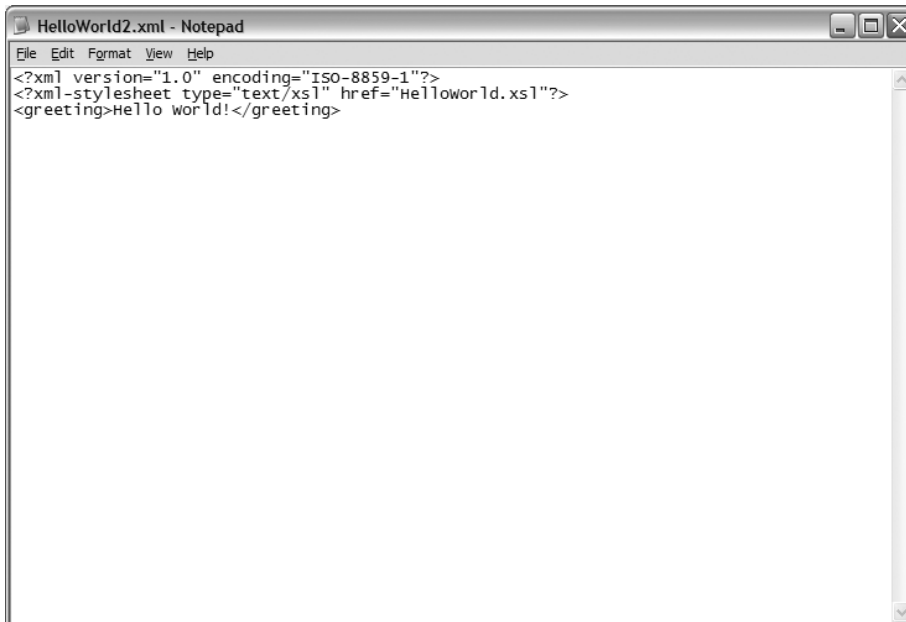 HelloWorld2.xml - Notepad
File Edit Format View Help
<?xml version="1.0" encoding="ISO-8859-1"?>
<?xml-stylesheet type="text/xsl" href="HelloWorld.xsl"?>
<greeting>Hello World!</greeting>